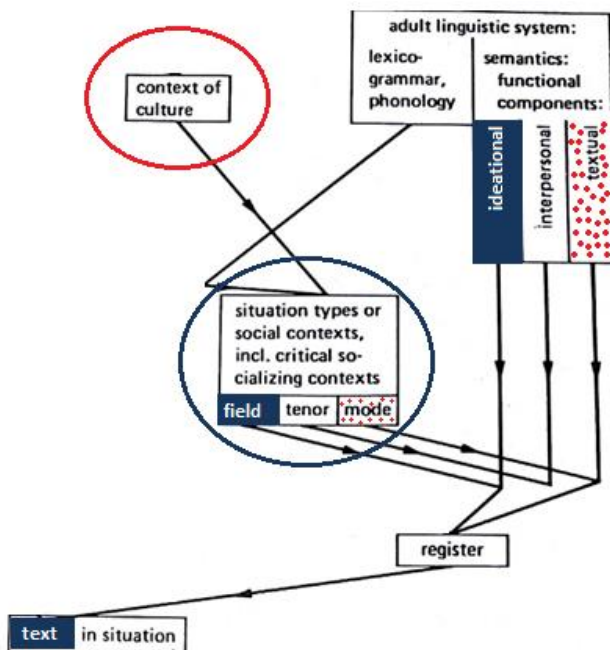 adult linguistic system:
lexico-
grammar,
phonology
semantics:
functional
components:
ideational
interpersonal
textual
context of
culture
situation types or
social contexts,
incl. critical so-
cializing contexts
field
tenor
mode
register
text in situation